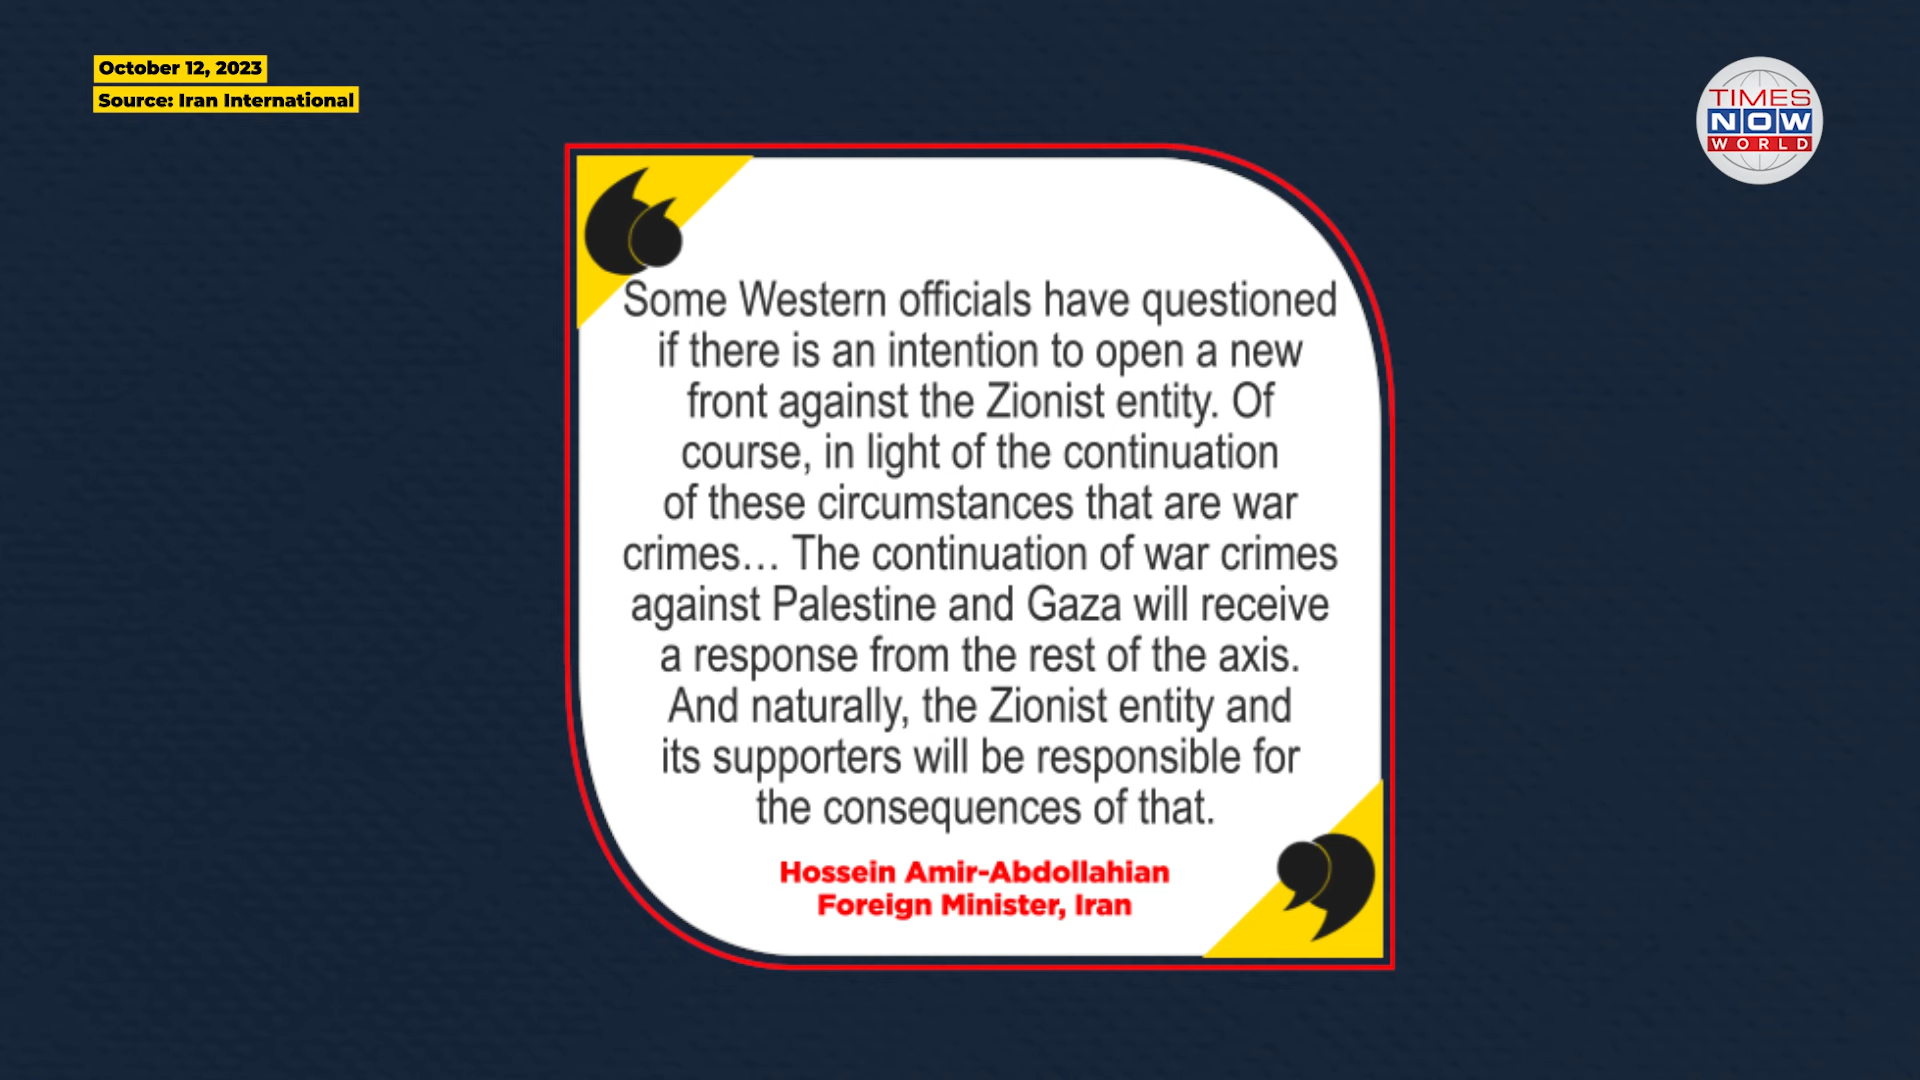 October 12, 2023
Source: Iran International
TIMES
NOW
WORLD
Some Western officials have questioned
if there is an intention to open a new
front against the Zionist entity. Of
course, in light of the continuation
of these circumstances that are war
crimes… The continuation of war crimes
against Palestine and Gaza will receive
a response from the rest of the axis.
And naturally, the Zionist entity and
its supporters will be responsible for
the consequences of that.
Hossein Amir-Abdollahian
Foreign Minister, Iran